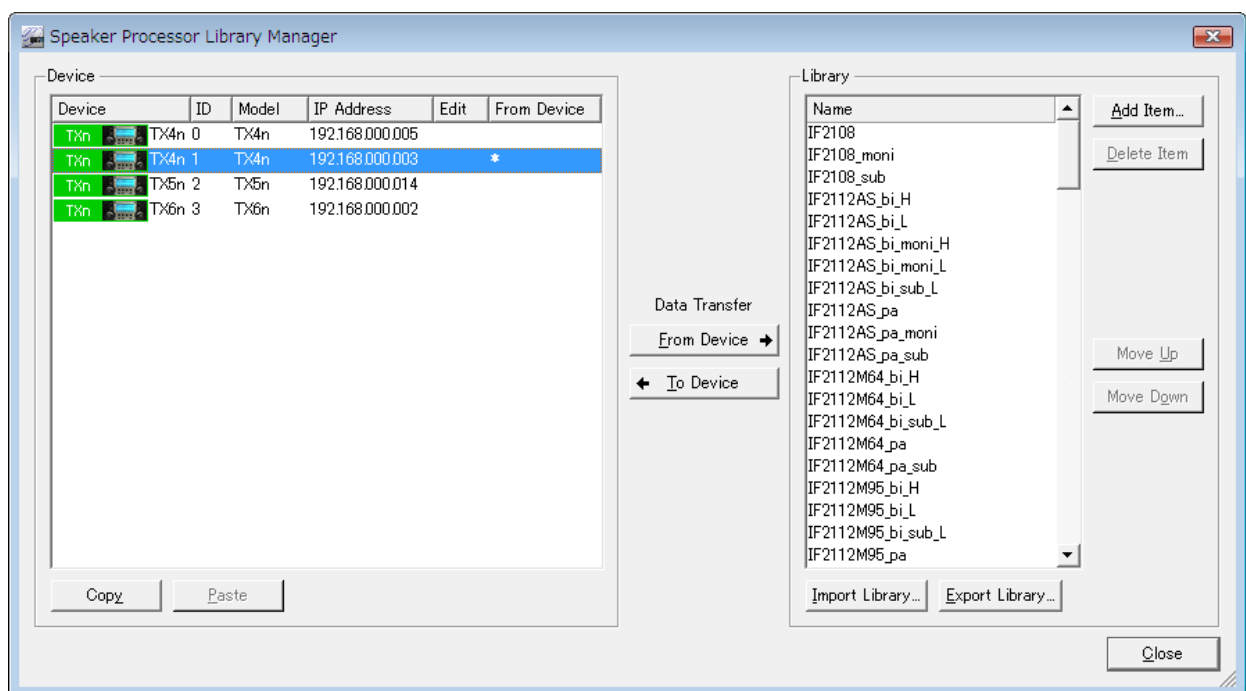 Speaker Processor Library Manager
Device
Device ID Model IP Address Edit From Device
TXn TX4n 0 TX4n 192.168.000.005
TXn TX4n 1 TX4n 192.168.000.003 *
TXn TX5n 2 TX5n 192.168.000.014
TXn TX6n 3 TX6n 192.168.000.002
Copy
Paste
Data Transfer
From Device
To Device
Library
Name
IF2108
IF2108_moni
IF2108_sub
IF2112AS_bi_H
IF2112AS_bi_L
IF2112AS_bi_moni_H
IF2112AS_bi_moni_L
IF2112AS_bi_sub_L
IF2112AS_pa
IF2112AS_pa_moni
IF2112AS_pa_sub
IF2112M64_bi_H
IF2112M64_bi_L
IF2112M64_bi_sub_L
IF2112M64_pa
IF2112M64_pa_sub
IF2112M95_bi_H
IF2112M95_bi_L
IF2112M95_bi_sub_L
IF2112M95_pa
Import Library...
Export Library...
Add Item...
Delete Item
Move Up
Move Down
Close